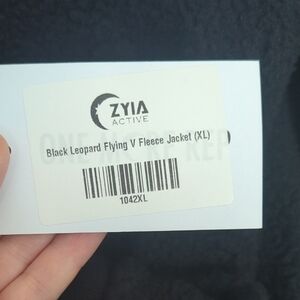 ZYIA
ACTIVE
Black Leopard Flying V Fleece Jacket (XL)
1042XL